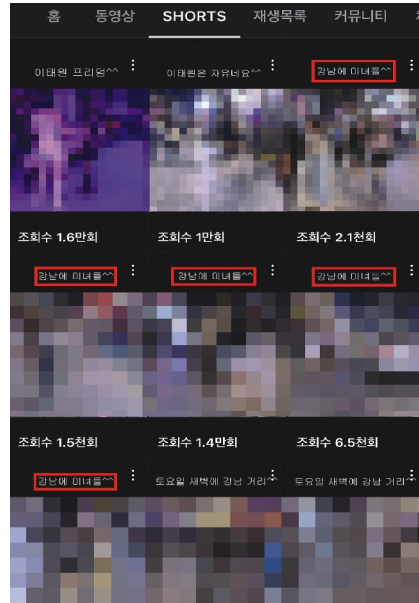 홈 동영상 SHORTS 재생목록 커뮤니티
이태원 프리덤^^ 이태원은 자유네요^^ 강남에 미녀들^^
조회수 1.6만회 조회수 1만회 조회수 2.1천회
강남에 미녀들^^ 강남에 미녀들^^ 강남에 미녀들^^
조회수 1.5천회 조회수 1.4만회 조회수 6.5천회
강남에 미녀들^^ 토요일 새벽에 강남 거리^^ 토요일 새벽에 강남 거리^^